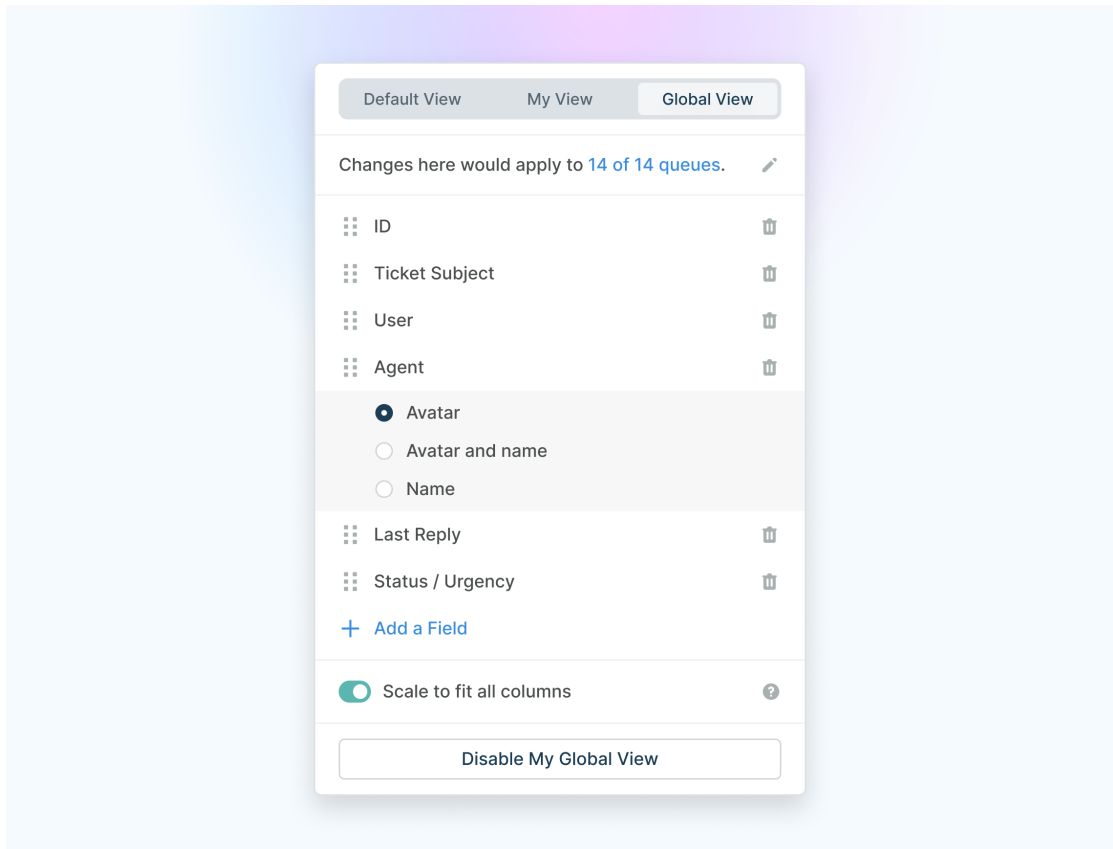 Default View My View Global View
Changes here would apply to 14 of 14 queues.
ID
Ticket Subject
User
Agent
Avatar
Avatar and name
Name
Last Reply
Status / Urgency
Add a Field
Scale to fit all columns ?
Disable My Global View